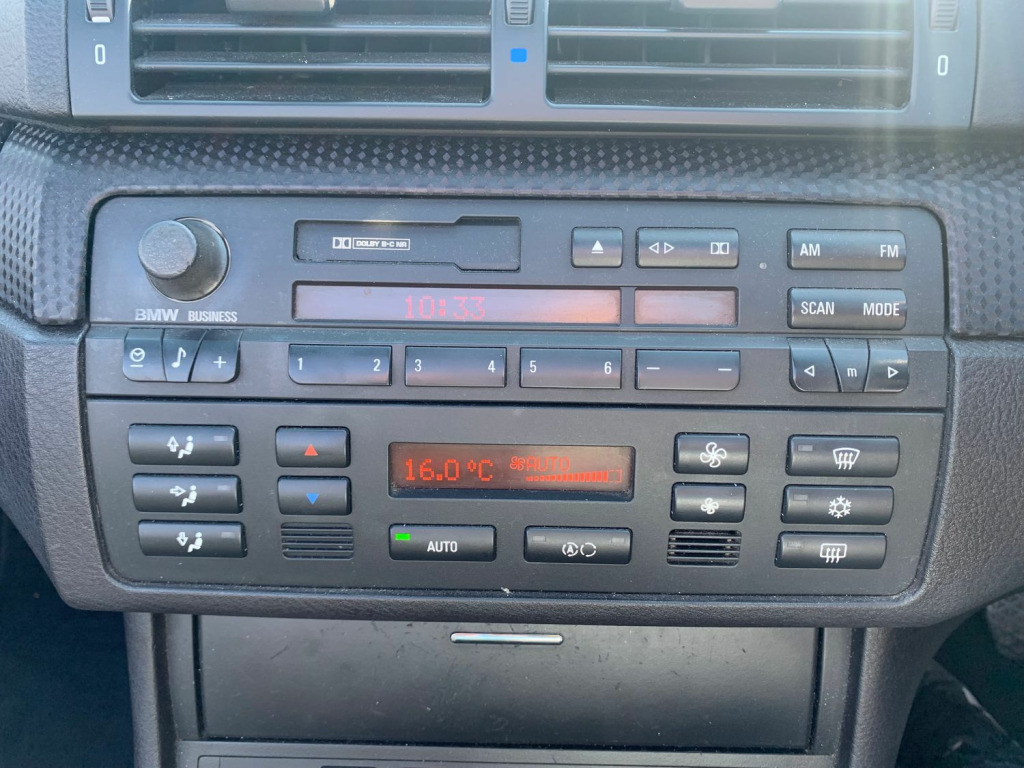 0
0
DOLBY B-C NR
AM FM
10:33
SCAN MODE
BMW BUSINESS
+
1 2
3 4
5 6
— —
m
16.0°C AUTO
AUTO
A